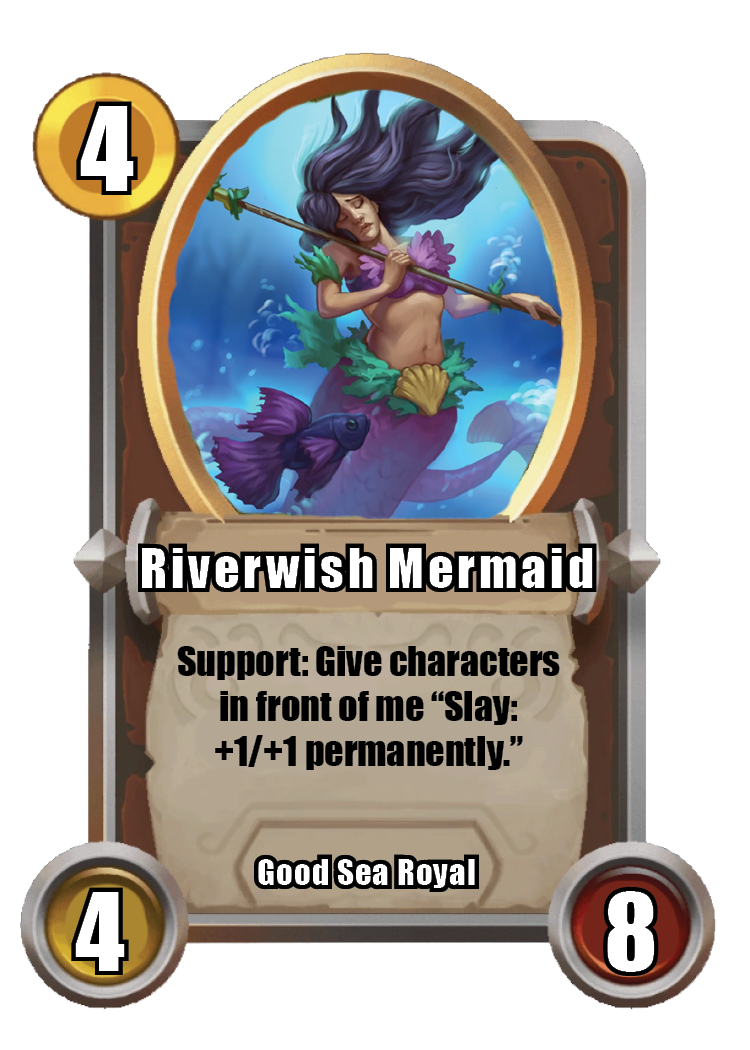 4
Riverwish Mermaid
Support: Give characters
in front of me “Slay:
+1/+1 permanently.”
Good Sea Royal
4
8